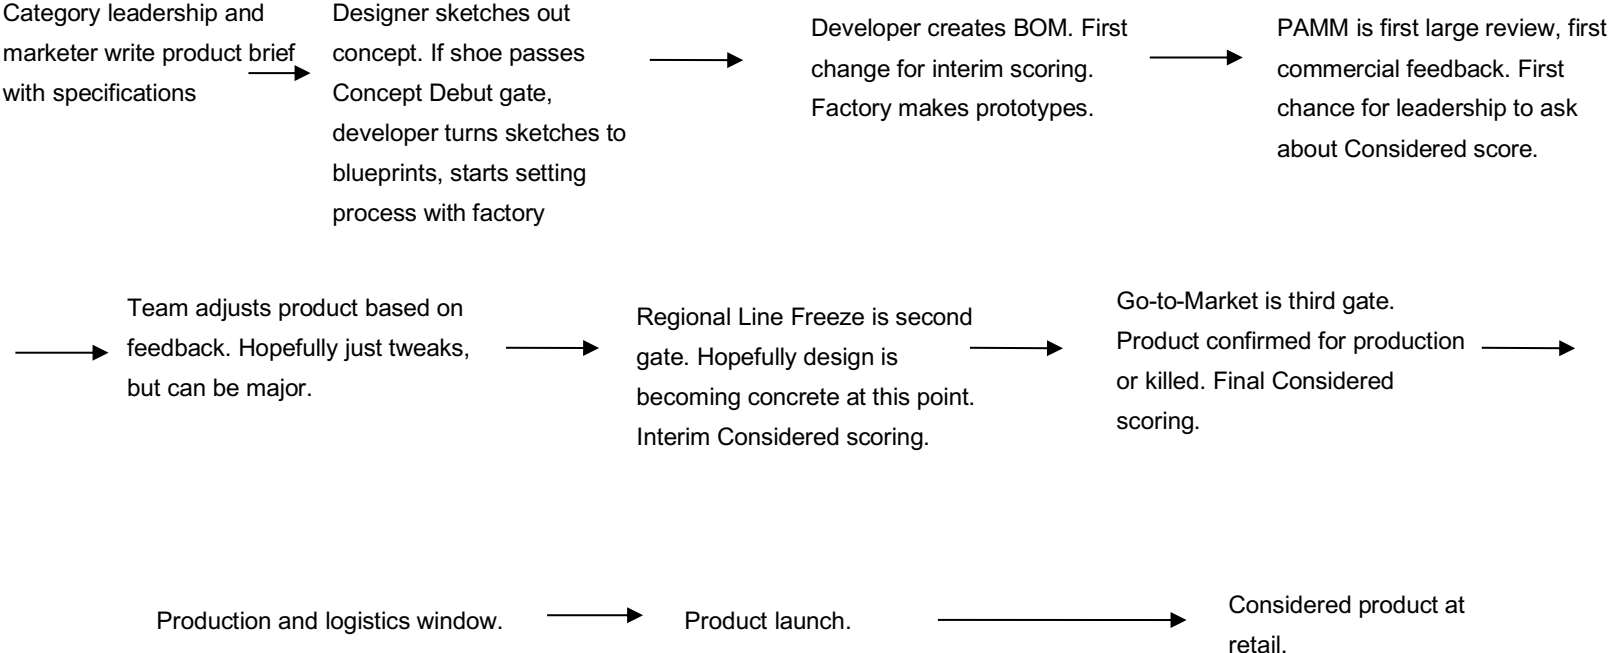 Category leadership and
marketer write product brief
with specifications
Designer sketches out
concept. If shoe passes
Concept Debut gate,
developer turns sketches to
blueprints, starts setting
process with factory
Developer creates BOM. First
change for interim scoring.
Factory makes prototypes.
PAMM is first large review, first
commercial feedback. First
chance for leadership to ask
about Considered score.
Team adjusts product based on
feedback. Hopefully just tweaks,
but can be major.
Regional Line Freeze is second
gate. Hopefully design is
becoming concrete at this point.
Interim Considered scoring.
Go-to-Market is third gate.
Product confirmed for production
or killed. Final Considered
scoring.
Production and logistics window.
Product launch.
Considered product at
retail.